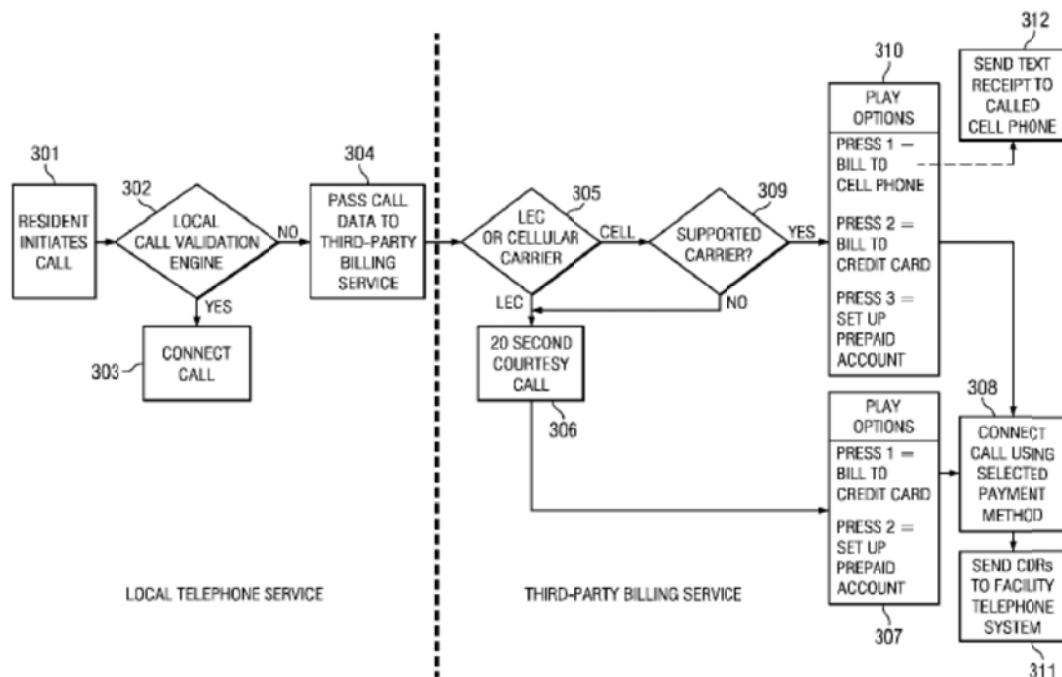 301
RESIDENT
INITIATES
CALL
302
LOCAL
CALL VALIDATION
ENGINE
NO
YES
303
CONNECT
CALL
304
PASS CALL
DATA TO
THIRD-PARTY
BILLING
SERVICE
LOCAL TELEPHONE SERVICE
305
LEC
OR CELLULAR
CARRIER
CELL
LEC
309
SUPPORTED
CARRIER?
YES
NO
20 SECOND
COURTESY
CALL
306
THIRD-PARTY BILLING SERVICE
310
PLAY
OPTIONS
PRESS 1 –
BILL TO
CELL PHONE
PRESS 2 =
BILL TO
CREDIT CARD
PRESS 3 =
SET UP
PREPAID
ACCOUNT
312
SEND TEXT
RECEIPT TO
CALLED
CELL PHONE
PLAY
OPTIONS
PRESS 1 =
BILL TO
CREDIT CARD
PRESS 2 =
SET UP
PREPAID
ACCOUNT
307
308
CONNECT
CALL USING
SELECTED
PAYMENT
METHOD
SEND CDRs
TO FACILITY
TELEPHONE
SYSTEM
311